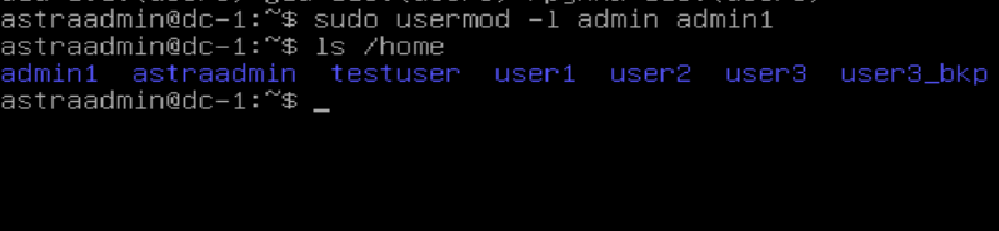 astraadmin@dc-1:~$ sudo usermod -l admin admin1
astraadmin@dc-1:~$ ls /home
admin1 astraadmin testuser user1 user2 user3 user3_bkp
astraadmin@dc-1:~$ _